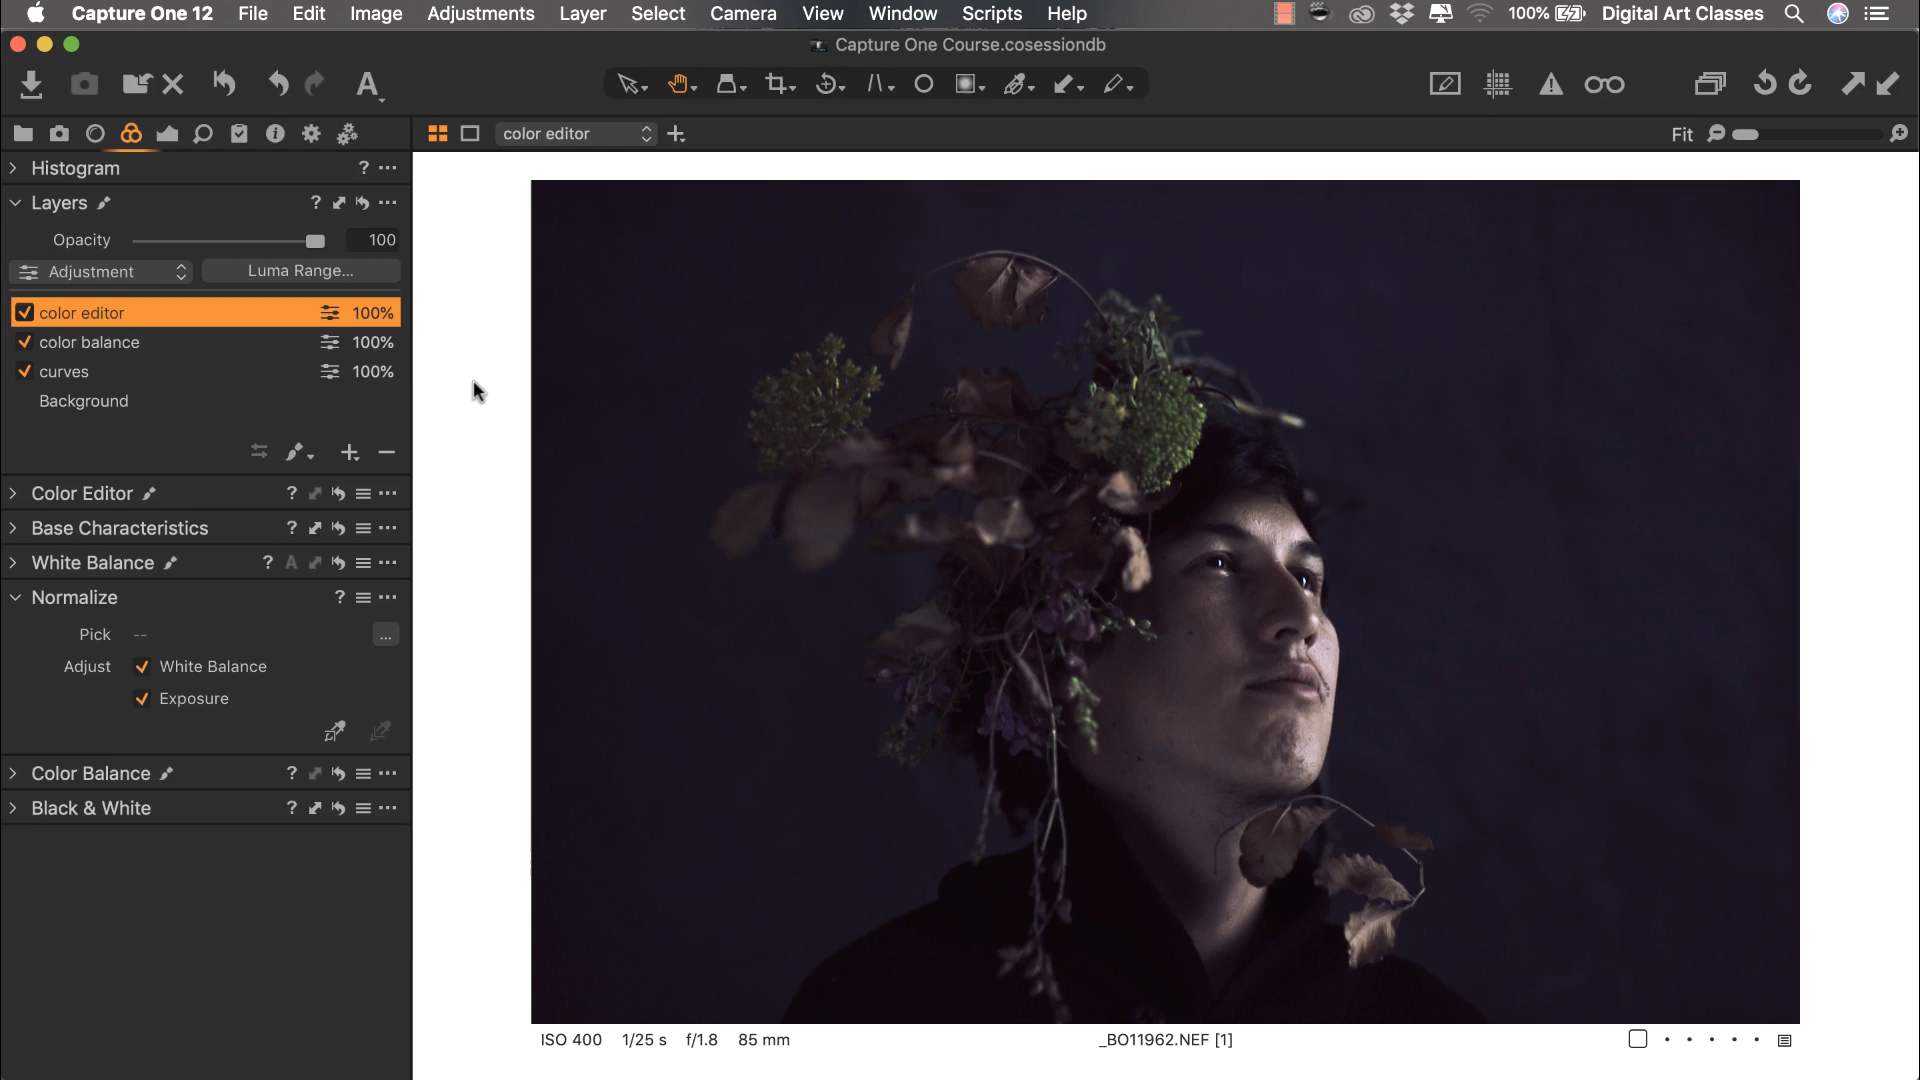 Capture One 12 File Edit Image Adjustments Layer Select Camera View Window Scripts Help 100% Digital Art Classes
Capture One Course.cosessiondb
A
color editor
Fit
Histogram ? ...
Layers ? ...
Opacity 100
Adjustment Luma Range...
color editor 100%
color balance 100%
curves 100%
Background
Color Editor ? ...
Base Characteristics ? ...
White Balance ? A ...
Normalize ? ...
Pick -- ...
Adjust White Balance
Exposure
Color Balance ? ...
Black & White ? ...
ISO 400 1/25 s f/1.8 85 mm _BO11962.NEF [1]